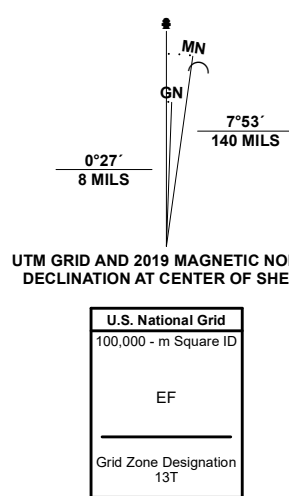 MN
GN
7°53´
140 MILS
0°27´
8 MILS
UTM GRID AND 2019 MAGNETIC NO
DECLINATION AT CENTER OF SHE
U.S. National Grid
100,000 - m Square ID
EF
Grid Zone Designation
13T